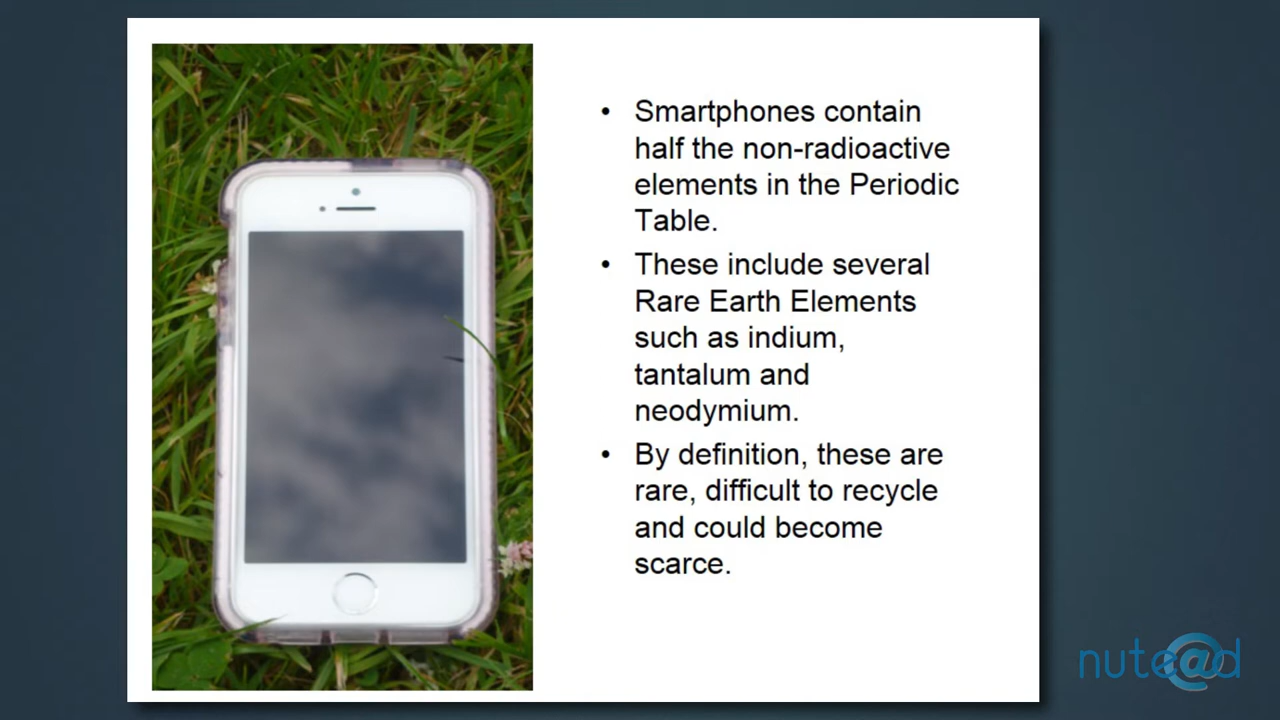 • Smartphones contain
half the non-radioactive
elements in the Periodic
Table.
• These include several
Rare Earth Elements
such as indium,
tantalum and
neodymium.
• By definition, these are
rare, difficult to recycle
and could become
scarce.
nute@d